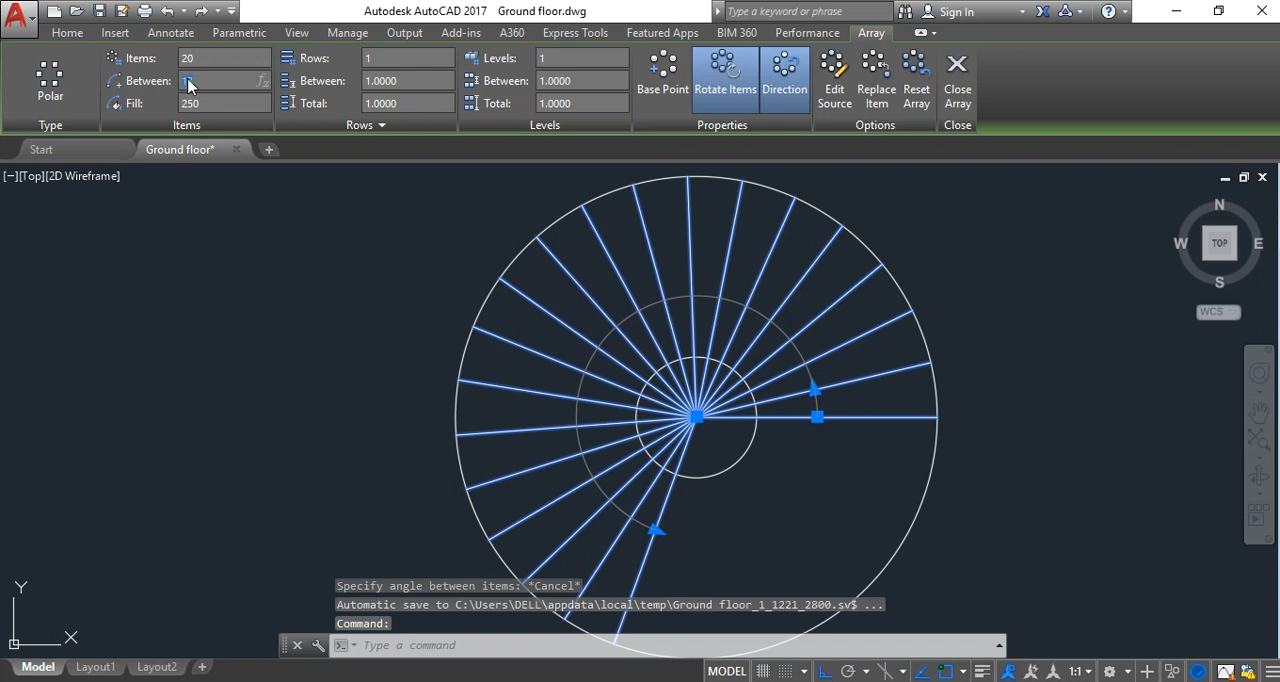 Autodesk AutoCAD 2017 Ground floor.dwg
Type a keyword or phrase
Sign In
Home Insert Annotate Parametric View Manage Output Add-ins A360 Express Tools Featured Apps BIM 360 Performance Array
Items: 20 Rows: 1 Levels: 1
Between: Between: 1.0000 Between: 1.0000
Fill: 250 Total: 1.0000 Total: 1.0000
Polar
Base Point Rotate Items Direction
Edit Source
Replace Item
Reset Array
Close Array
Type Items Rows Levels Properties Options Close
Start Ground floor*
[−][Top][2D Wireframe]
N
W TOP E
S
WCS
Specify angle between items: *Cancel*
Automatic save to C:\Users\DELL\appdata\local\temp\Ground floor_1_1221_2800.sv$ ...
Command:
Type a command
Y
X
Model Layout1 Layout2
MODEL 1:1